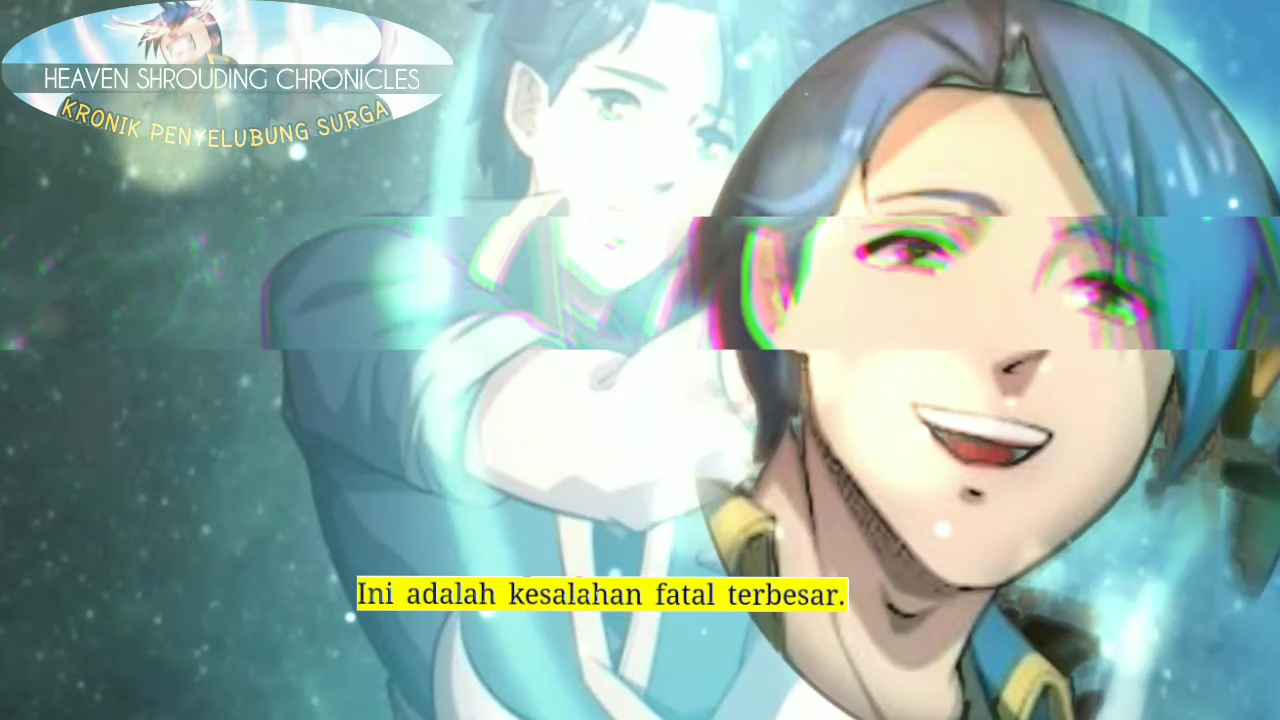 HEAVEN SHROUDING CHRONICLES
KRONIK PENYELUBUNG SURGA
Ini adalah kesalahan fatal terbesar.